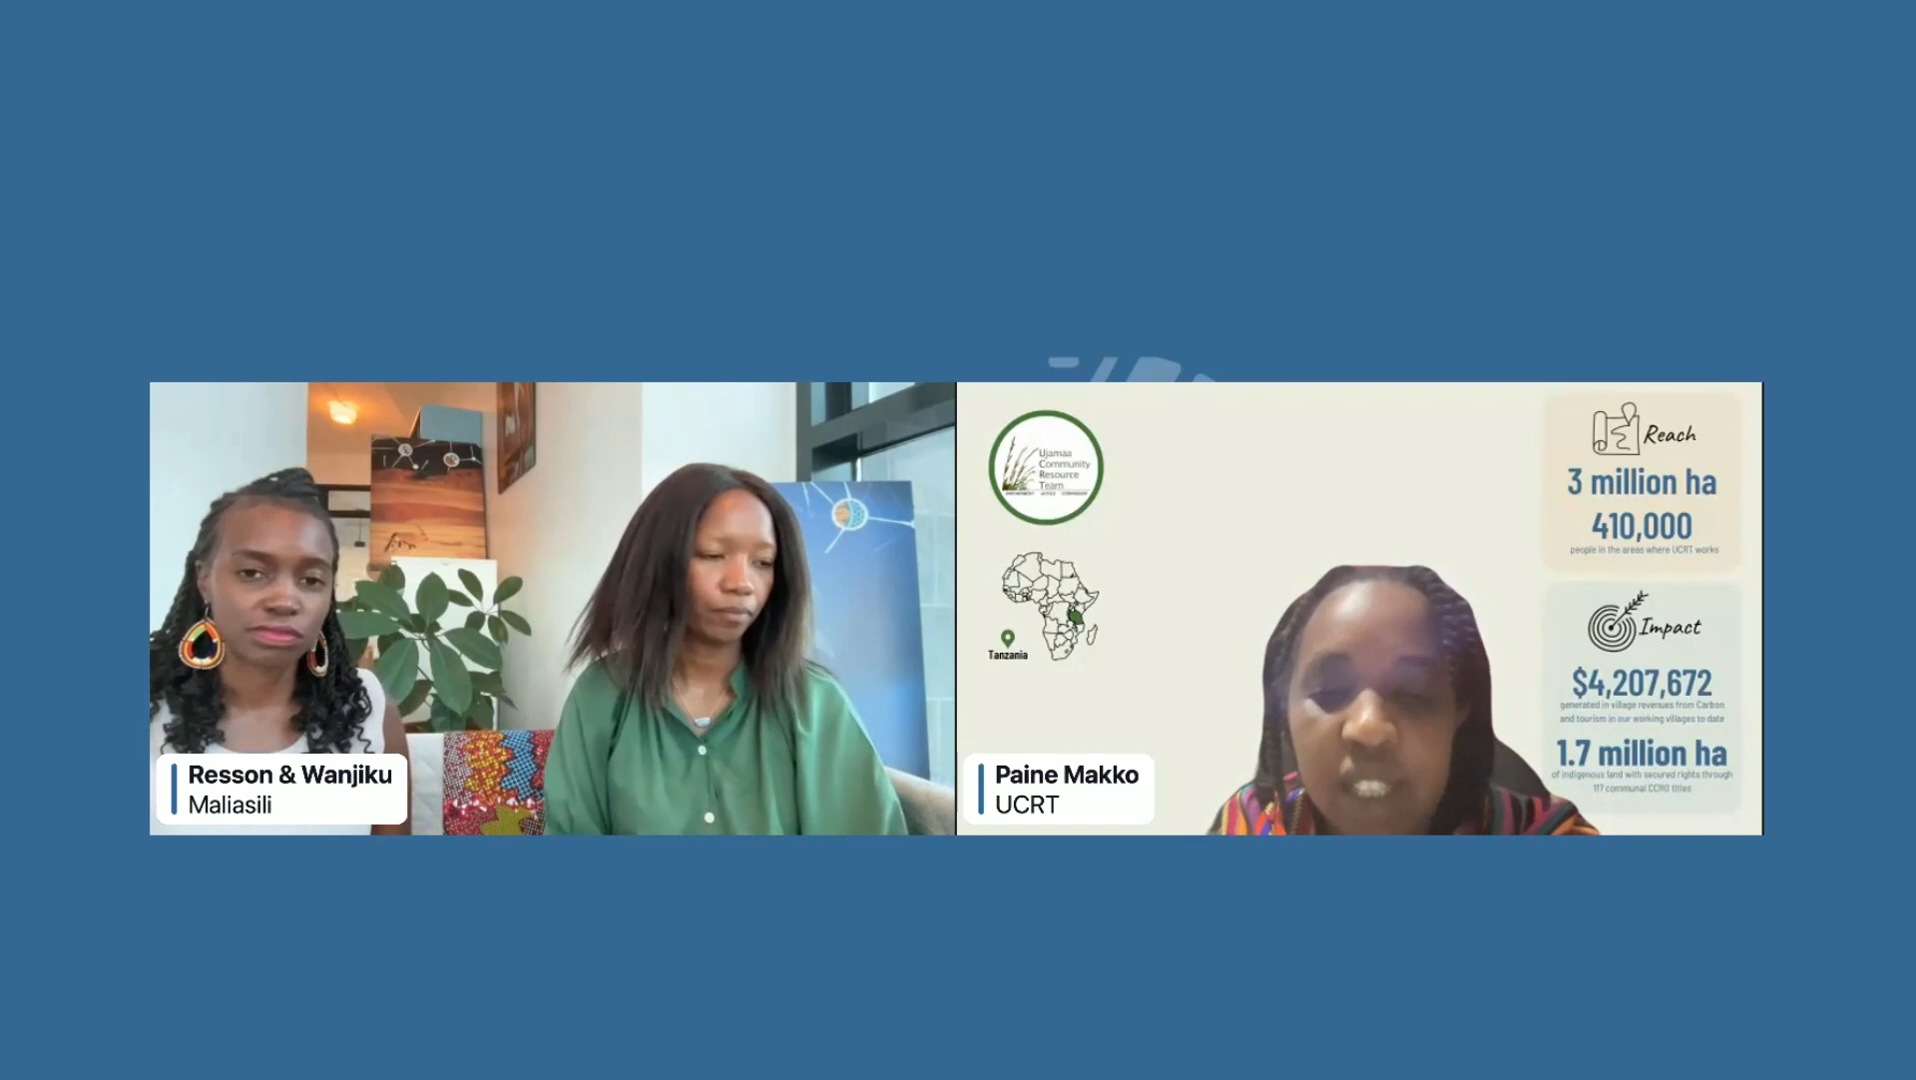 Resson & Wanjiku
Maliasili
Ujamaa
Community
Resource
Team
Tanzania
Paine Makko
UCRT
Reach
3 million ha
410,000
people in the areas where UCRT works
Impact
$4,207,672
generated in village revenues from Carbon
and tourism in our working villages to date
1.7 million ha
of indigenous land with secured rights through
117 communal CCRO titles